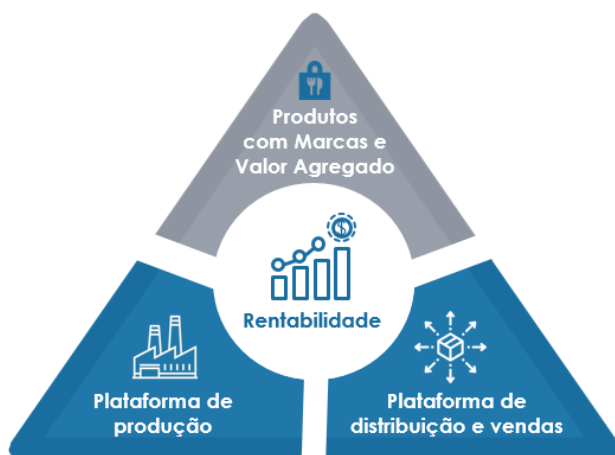 Produtos
com Marcas e
Valor Agregado
$
Rentabilidade
Plataforma de
produção
Plataforma de
distribuição e vendas